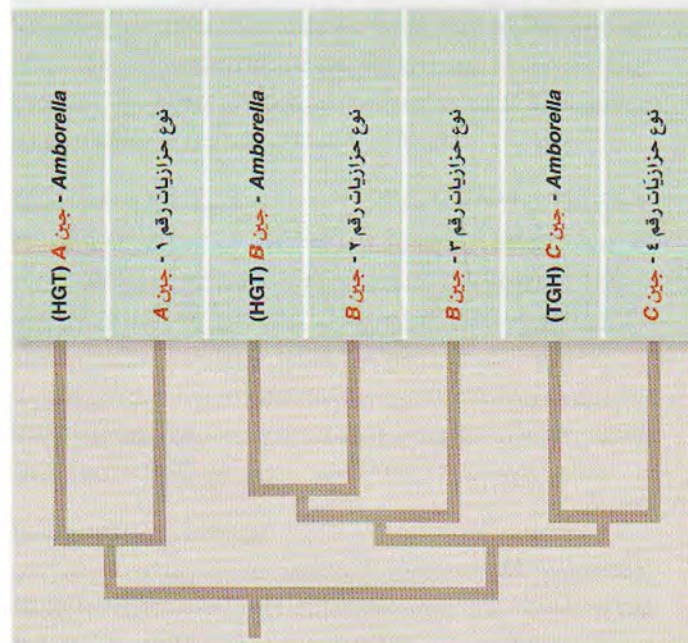 (HGT) A جين - Amborella
نوع حزازيات رقم ١ - جين A
(HGT) B جين - Amborella
نوع حزازيات رقم ٢ - جين B
نوع حزازيات رقم ٣ - جين B
(TGH) C جين - Amborella
نوع حزازيات رقم ٤ - جين C